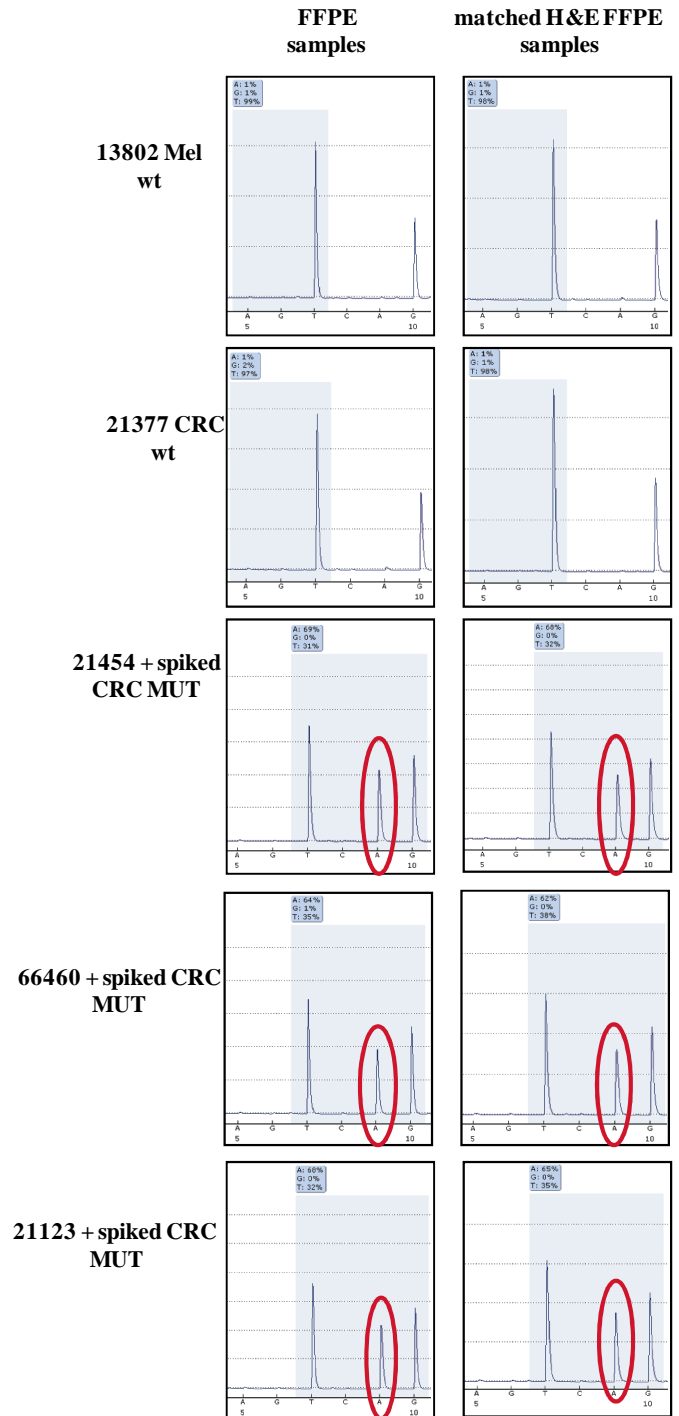 FFPE
samples
matched H&E FFPE
samples
13802 Mel
wt
A: 1%
G: 1%
T: 99%
A G T C A G
5 10
A: 1%
G: 1%
T: 98%
A G T C A G
5 10
21377 CRC
wt
A: 1%
G: 2%
T: 97%
A G T C A G
5 10
A: 1%
G: 1%
T: 98%
A G T C A G
5 10
21454 + spiked
CRC MUT
A: 69%
G: 0%
T: 31%
A G T C A G
5 10
A: 68%
G: 0%
T: 32%
A G T C A G
5 10
66460 + spiked CRC
MUT
A: 64%
G: 1%
T: 35%
A G T C A G
5 10
A: 62%
G: 0%
T: 38%
A G T C A G
5 10
21123 + spiked CRC
MUT
A: 68%
G: 0%
T: 32%
A G T C A G
5 10
A: 65%
G: 0%
T: 35%
A G T C A G
5 10